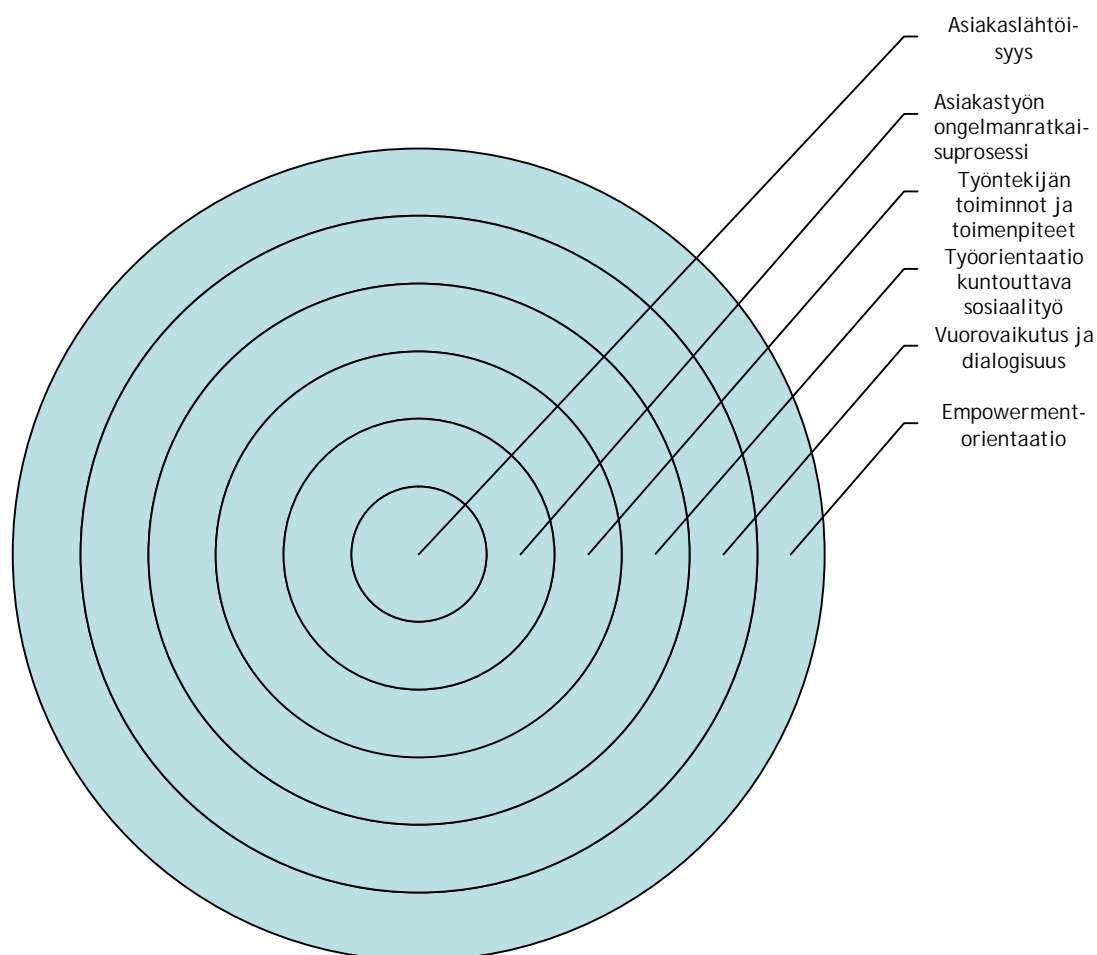 Asiakaslähtöi-
syys
Asiakastyön
ongelmanratkai-
suprosessi
Työntekijän
toiminnot ja
toimenpiteet
Työorientaatio
kuntouttava
sosiaalityö
Vuorovaikutus ja
dialogisuus
Empowerment-
orientaatio